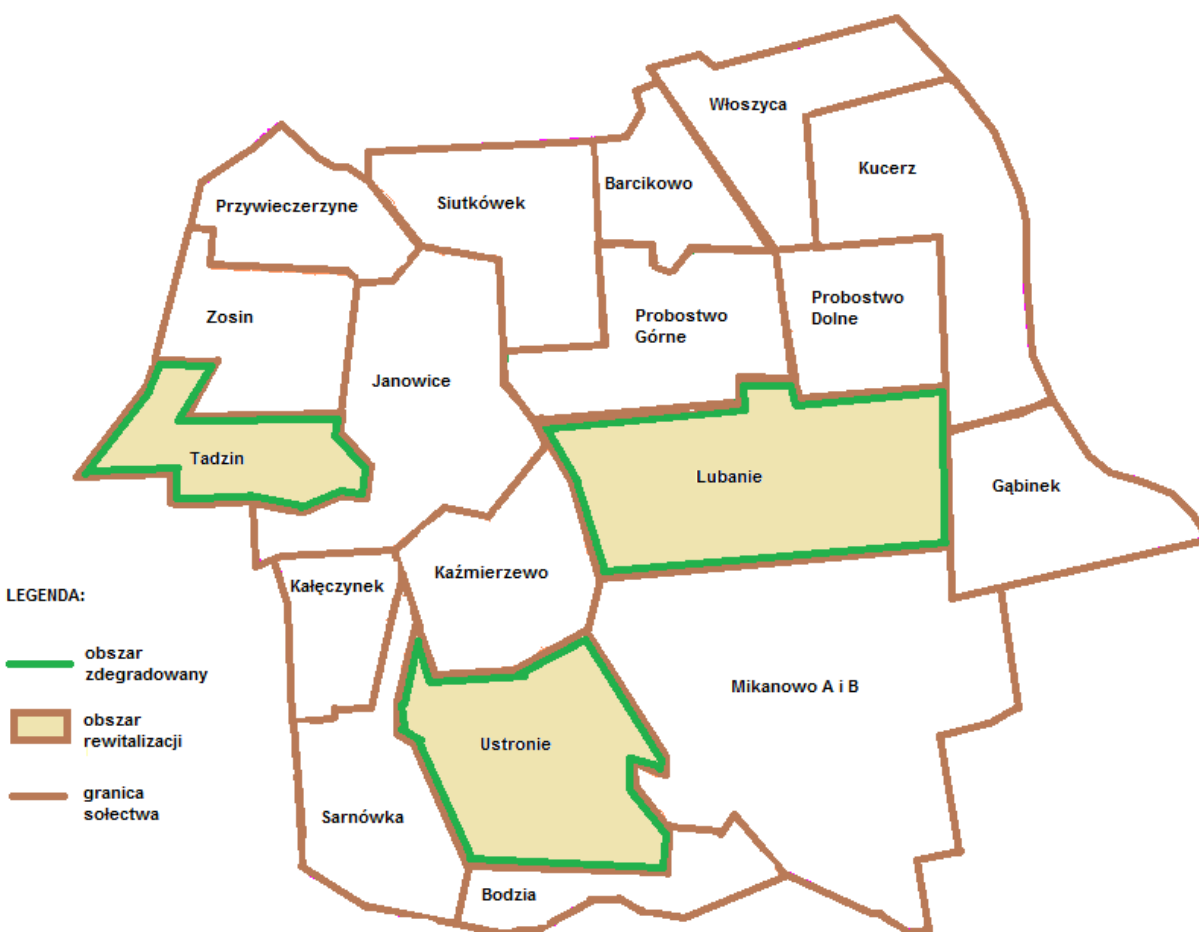 Włoszyca
Kucerz
Barcikowo
Siutkówek
Przywieczerzyne
Probostwo
Dolne
Probostwo
Górne
Zosin
Janowice
Tadzin
Lubanie
Gąbinek
Kaźmierzewo
Kałęczynek
Mikanowo A i B
Ustronie
Sarnówka
Bodzia
LEGENDA:
obszar
zdegradowany
obszar
rewitalizacji
granica
sołectwa